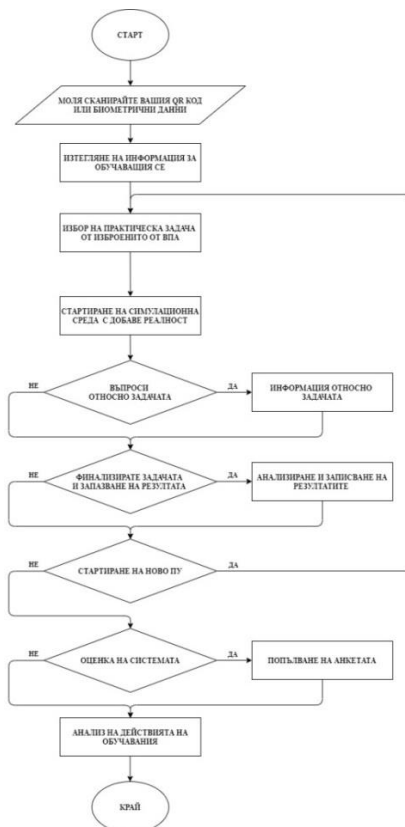 СТАРТ
МОЛЯ СКАНИРАЙТЕ ВАШИЯ QR КОД
ИЛИ БИОМЕТРИЧНИ ДАННИ
ИЗТЕГЛЯНЕ НА ИНФОРМАЦИЯ ЗА
ОБУЧАВАЩИЯ СЕ
ИЗБОР НА ПРАКТИЧЕСКА ЗАДАЧА
ОТ ИЗБРОЕНИТО ОТ ВПА
СТАРТИРАНЕ НА СИМУЛАЦИОННА
СРЕДА С ДОБАВЕ РЕАЛНОСТ
НЕ
ВЪПРОСИ
ОТНОСНО ЗАДАЧАТА
ДА
ИНФОРМАЦИЯ ОТНОСНО
ЗАДАЧАТА
НЕ
ФИНАЛИЗИРАТЕ ЗАДАЧАТА
И ЗАПАЗВАНЕ НА РЕЗУЛТАТА
ДА
АНАЛИЗИРАНЕ И ЗАПИСВАНЕ НА
РЕЗУЛТАТИТЕ
НЕ
СТАРТИРАНЕ НА НОВО ПУ
ДА
НЕ
ОЦЕНКА НА СИСТЕМАТА
ДА
ПОПЪЛВАНЕ НА АНКЕТАТА
АНАЛИЗ НА ДЕЙСТВИЯТА НА
ОБУЧАВАНИЯ
КРАЙ